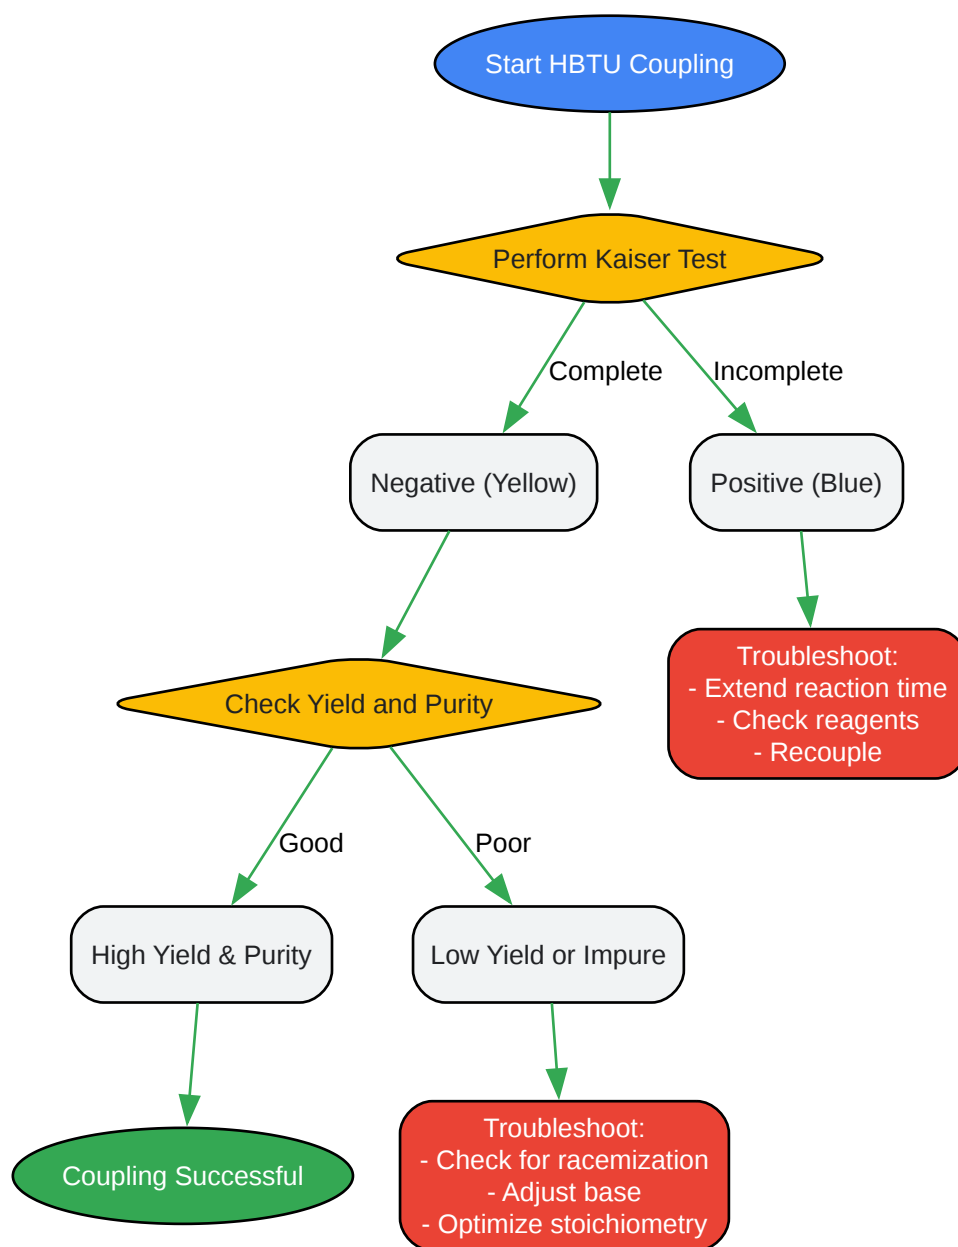 Start HBTU Coupling
Perform Kaiser Test
Complete
Incomplete
Negative (Yellow)
Positive (Blue)
Troubleshoot:
- Extend reaction time
- Check reagents
- Recouple
Check Yield and Purity
Good
Poor
High Yield & Purity
Low Yield or Impure
Coupling Successful
Troubleshoot:
- Check for racemization
- Adjust base
- Optimize stoichiometry